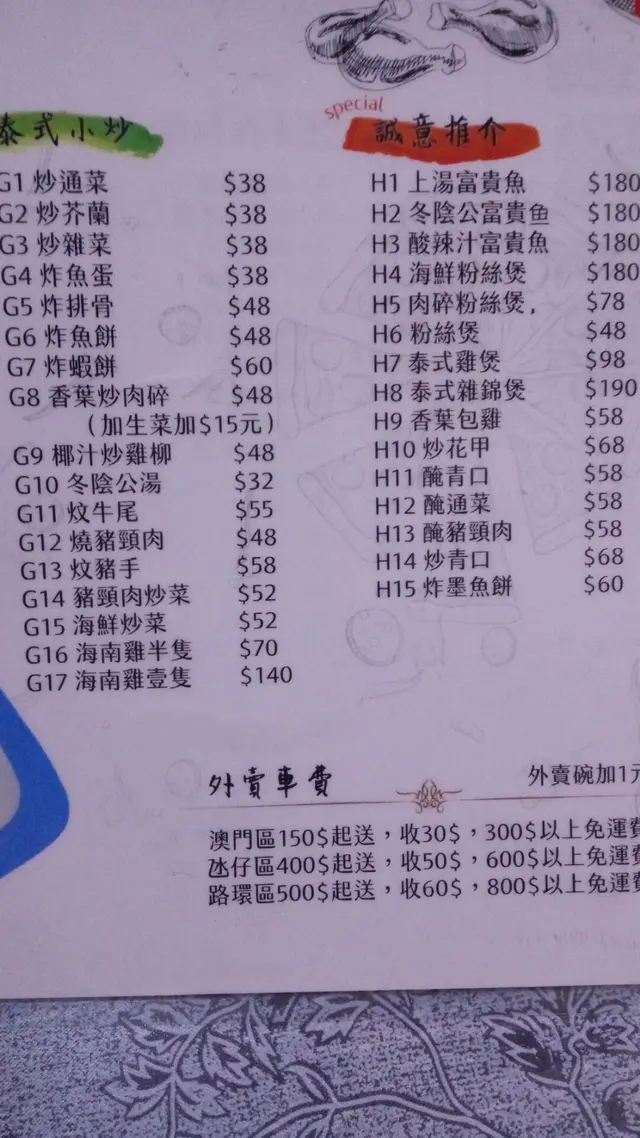 泰式小炒
G1 炒通菜 $38
G2 炒芥蘭 $38
G3 炒雜菜 $38
G4 炸魚蛋 $38
G5 炸排骨 $48
G6 炸魚餅 $48
G7 炸蝦餅 $60
G8 香葉炒肉碎 $48
（加生菜加$15元）
G9 椰汁炒雞柳 $48
G10 冬陰公湯 $32
G11 炆牛尾 $55
G12 燒豬頸肉 $48
G13 炆豬手 $58
G14 豬頸肉炒菜 $52
G15 海鮮炒菜 $52
G16 海南雞半隻 $70
G17 海南雞壹隻 $140
special
誠意推介
H1 上湯富貴魚 $180
H2 冬陰公富貴鱼 $180
H3 酸辣汁富貴魚 $180
H4 海鮮粉絲煲 $180
H5 肉碎粉絲煲, $78
H6 粉絲煲 $48
H7 泰式雞煲 $98
H8 泰式雜錦煲 $190
H9 香葉包雞 $58
H10 炒花甲 $68
H11 醃青口 $58
H12 醃通菜 $58
H13 醃豬頸肉 $58
H14 炒青口 $68
H15 炸墨魚餅 $60
外賣車費
外賣碗加1元
澳門區150$起送，收30$，300$以上免運費
氹仔區400$起送，收50$，600$以上免運費
路環區500$起送，收60$，800$以上免運費